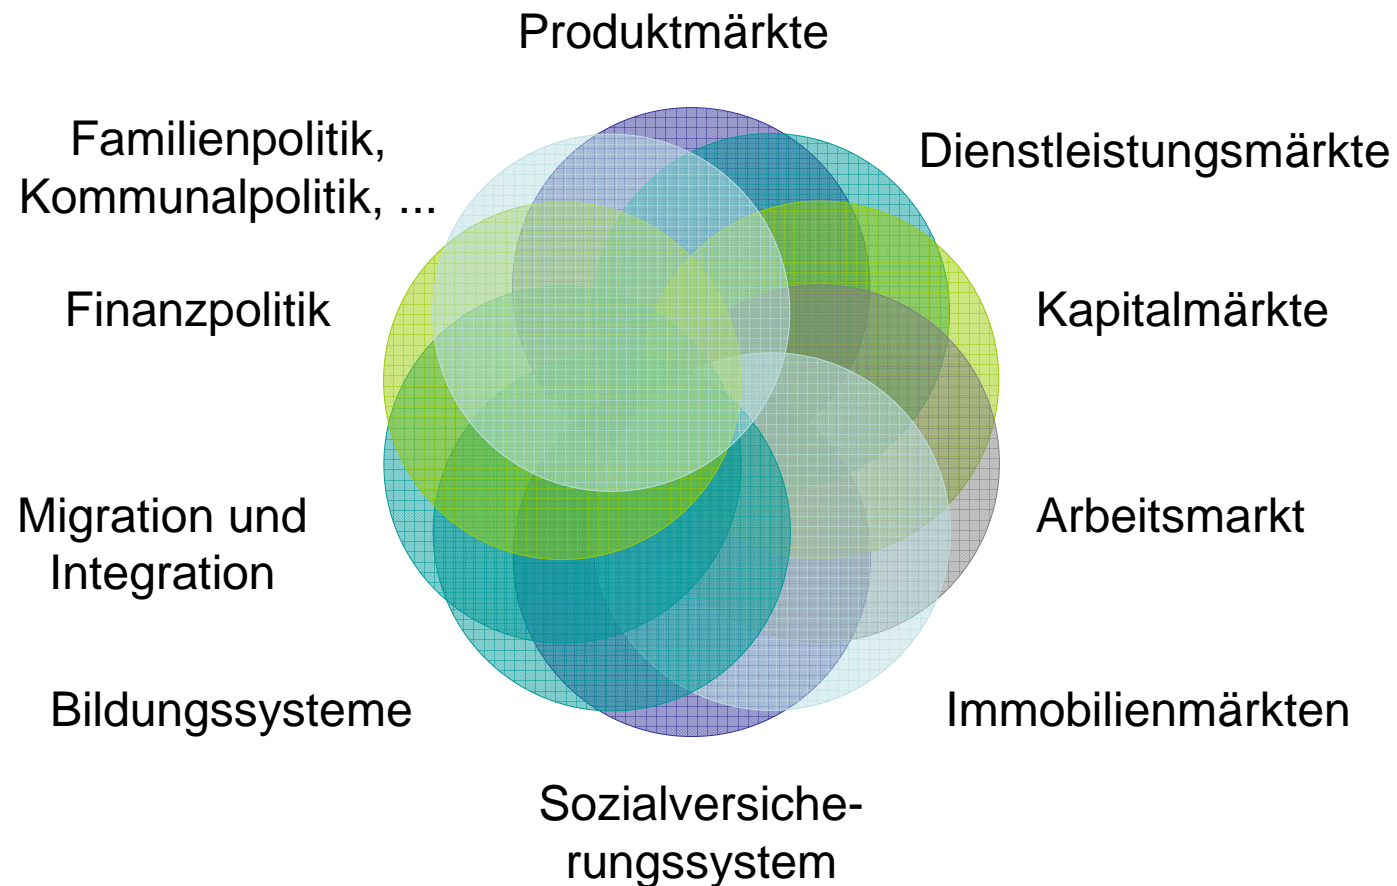 Produktmärkte
Familienpolitik,
Kommunalpolitik, ...
Dienstleistungsmärkte
Finanzpolitik
Kapitalmärkte
Migration und
Integration
Arbeitsmarkt
Bildungssysteme
Immobilienmärkten
Sozialversiche-
rungssystem